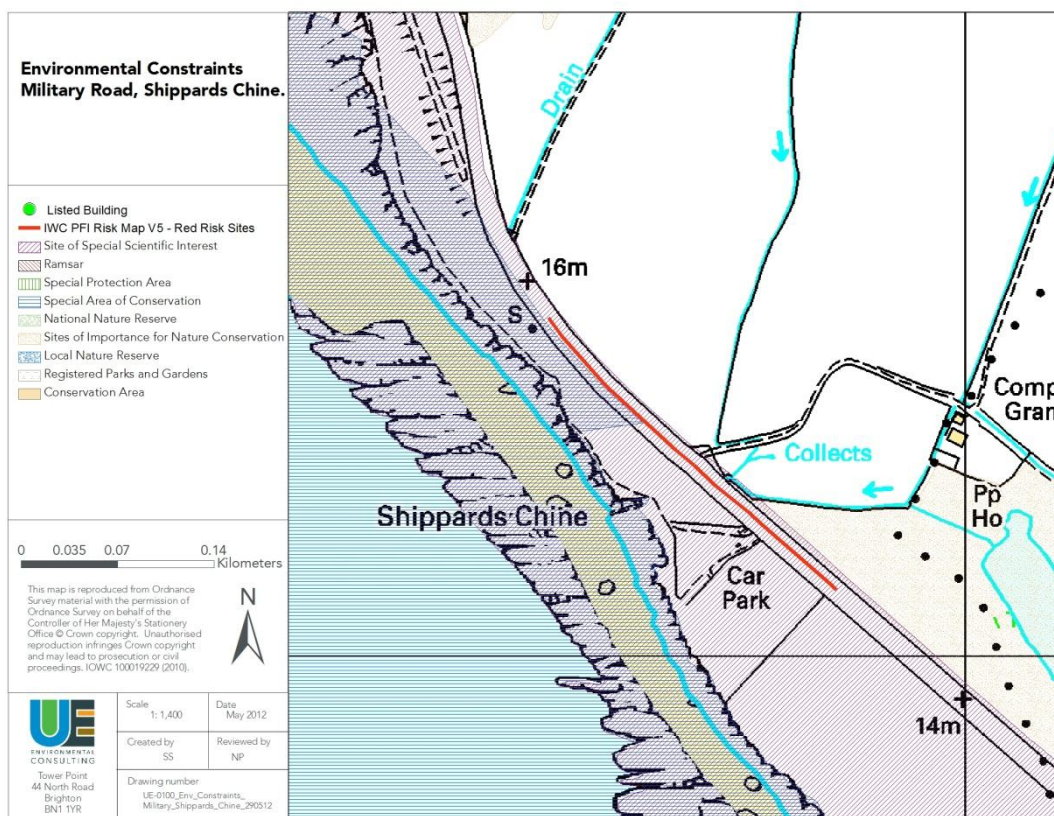 Environmental Constraints
Military Road, Shippards Chine.
Listed Building
IWC PFI Risk Map V5 - Red Risk Sites
Site of Special Scientific Interest
Ramsar
Special Protection Area
Special Area of Conservation
National Nature Reserve
Sites of Importance for Nature Conservation
Local Nature Reserve
Registered Parks and Gardens
Conservation Area
0 0.035 0.07 0.14
Kilometers
This map is reproduced from Ordnance
Survey material with the permission of
Ordnance Survey on behalf of the
Controller of Her Majesty's Stationery
Office © Crown copyright. Unauthorised
reproduction infringes Crown copyright
and may lead to prosecution or civil
proceedings. IOWC 100019229 (2010).
N
UE
ENVIRONMENTAL
CONSULTING
Tower Point
44 North Road
Brighton
BN1 1YR
Scale
1: 1,400
Date
May 2012
Created by
SS
Reviewed by
NP
Drawing number
UE-0100_Env_Constraints_
Military_Shippards_Chine_290512
Drain
16m
S
Comp
Gran
Collects
Pp
Ho
Shippards Chine
Car
Park
14m